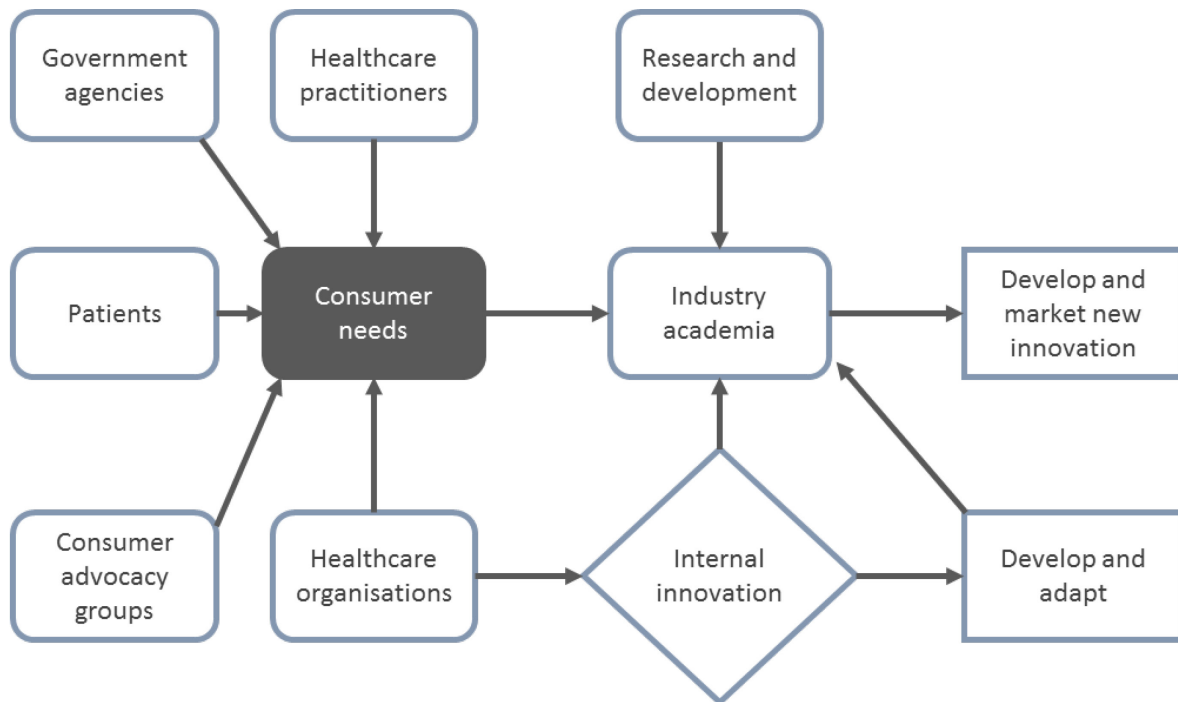 Government
agencies
Healthcare
practitioners
Research and
development
Patients
Consumer
needs
Industry
academia
Develop and
market new
innovation
Consumer
advocacy
groups
Healthcare
organisations
Internal
innovation
Develop and
adapt